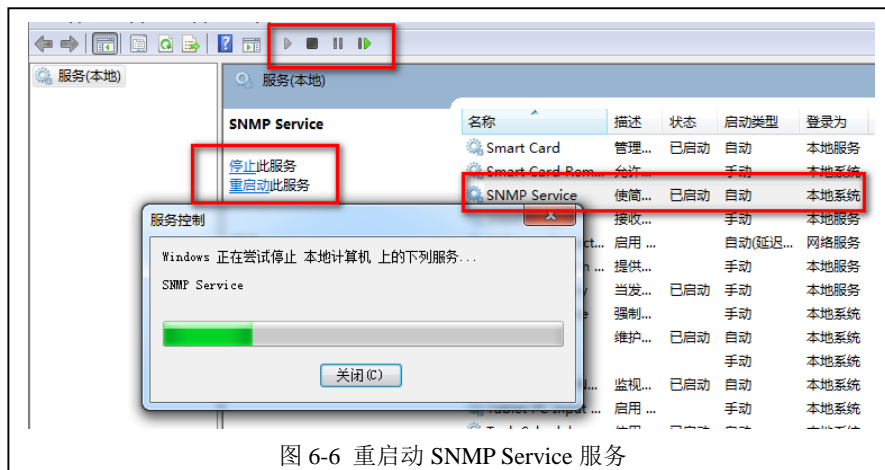 服务(本地)
服务(本地)
SNMP Service
停止此服务
重启动此服务
名称 描述 状态 启动类型 登录为
Smart Card 管理... 已启动 自动 本地服务
Smart Card Rem... 允许... 手动 本地系统
SNMP Service 使简... 已启动 自动 本地系统
接收... 手动 本地服务
ct... 启用 ... 自动(延迟... 网络服务
n ... 提供... 手动 本地服务
当发... 已启动 手动 本地服务
强制... 手动 本地系统
维护... 已启动 自动 本地系统
手动 本地系统
监视... 已启动 自动 本地系统
Tablet PC Input ... 启用 ... 手动 本地系统
服务控制
Windows 正在尝试停止 本地计算机 上的下列服务...
SNMP Service
关闭(C)
图 6-6 重启动 SNMP Service 服务